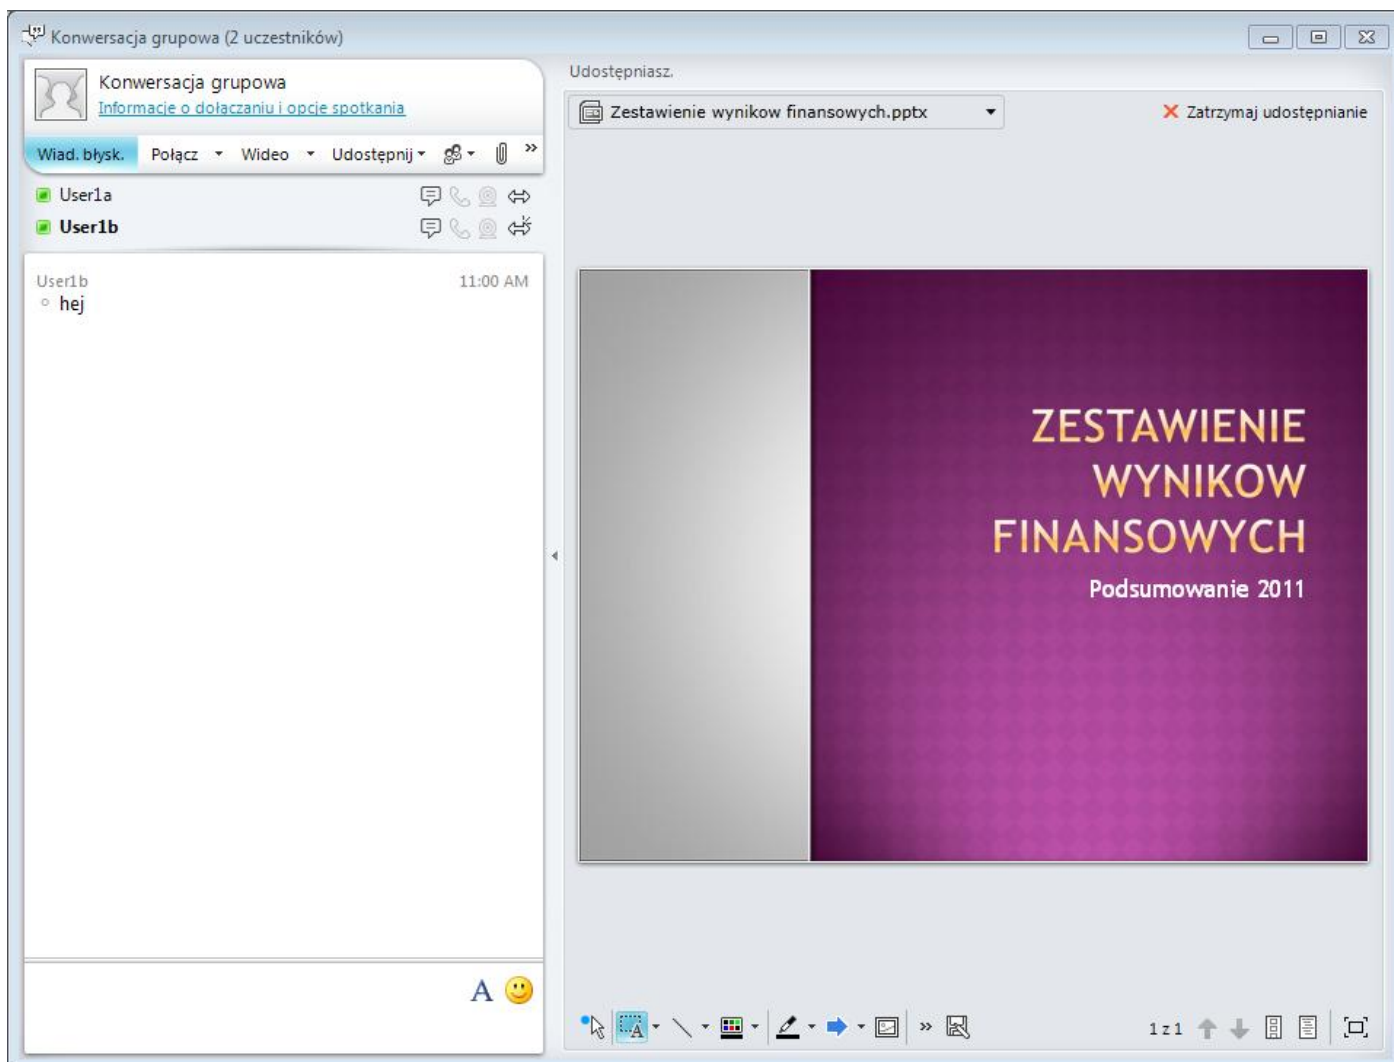 Konwersacja grupowa (2 uczestników)
Konwersacja grupowa
Informacje o dołączaniu i opcje spotkania
Wiad. błysk. Połącz Wideo Udostępnij
User1a
User1b
User1b 11:00 AM
hej
A
Udostępniasz.
Zestawienie wynikow finansowych.pptx Zatrzymaj udostępnianie
ZESTAWIENIE
WYNIKOW
FINANSOWYCH
Podsumowanie 2011
1 z 1